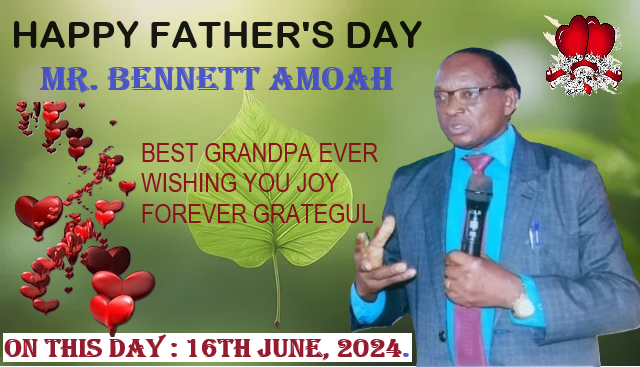 HAPPY FATHER'S DAY
MR. BENNETT AMOAH
BEST GRANDPA EVER
WISHING YOU JOY
FOREVER GRATEGUL
ON THIS DAY : 16TH JUNE, 2024.